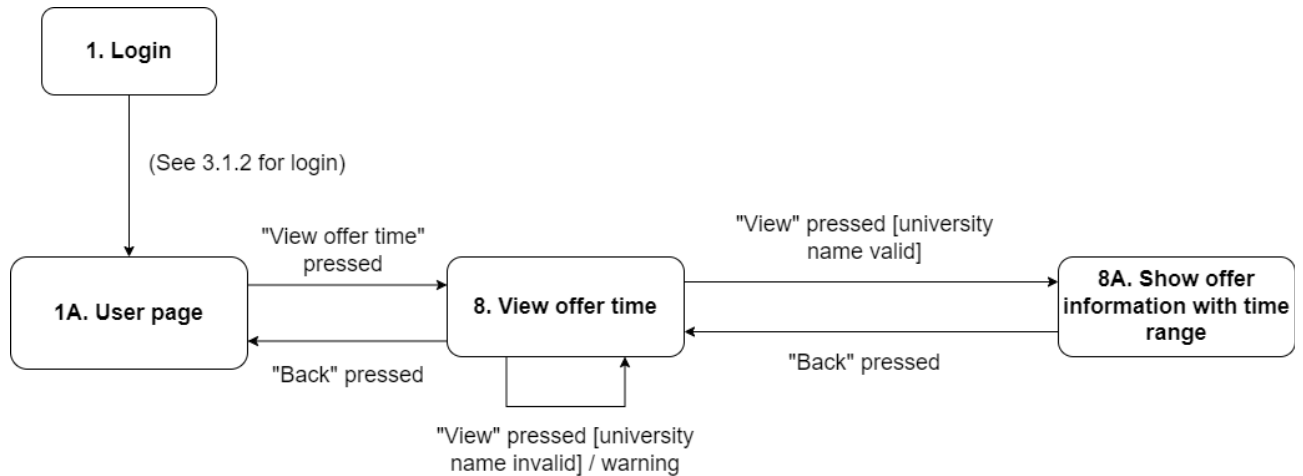 1. Login
(See 3.1.2 for login)
"View offer time"
pressed
"View" pressed [university
name valid]
1A. User page
8. View offer time
8A. Show offer
information with time
range
"Back" pressed
"Back" pressed
"View" pressed [university
name invalid] / warning